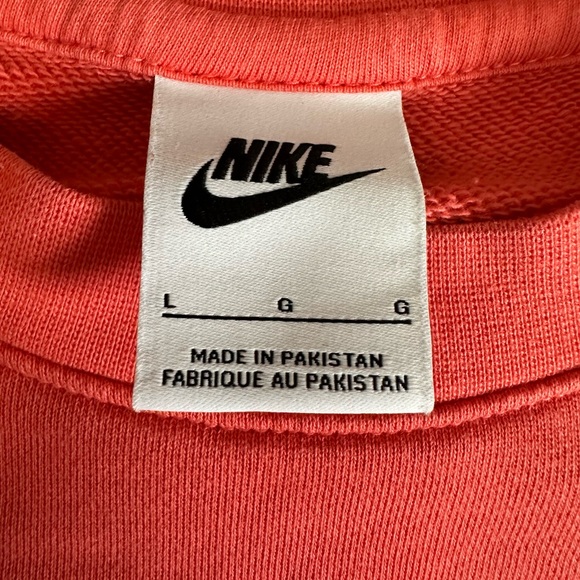 NIKE
L G G
MADE IN PAKISTAN
FABRIQUE AU PAKISTAN